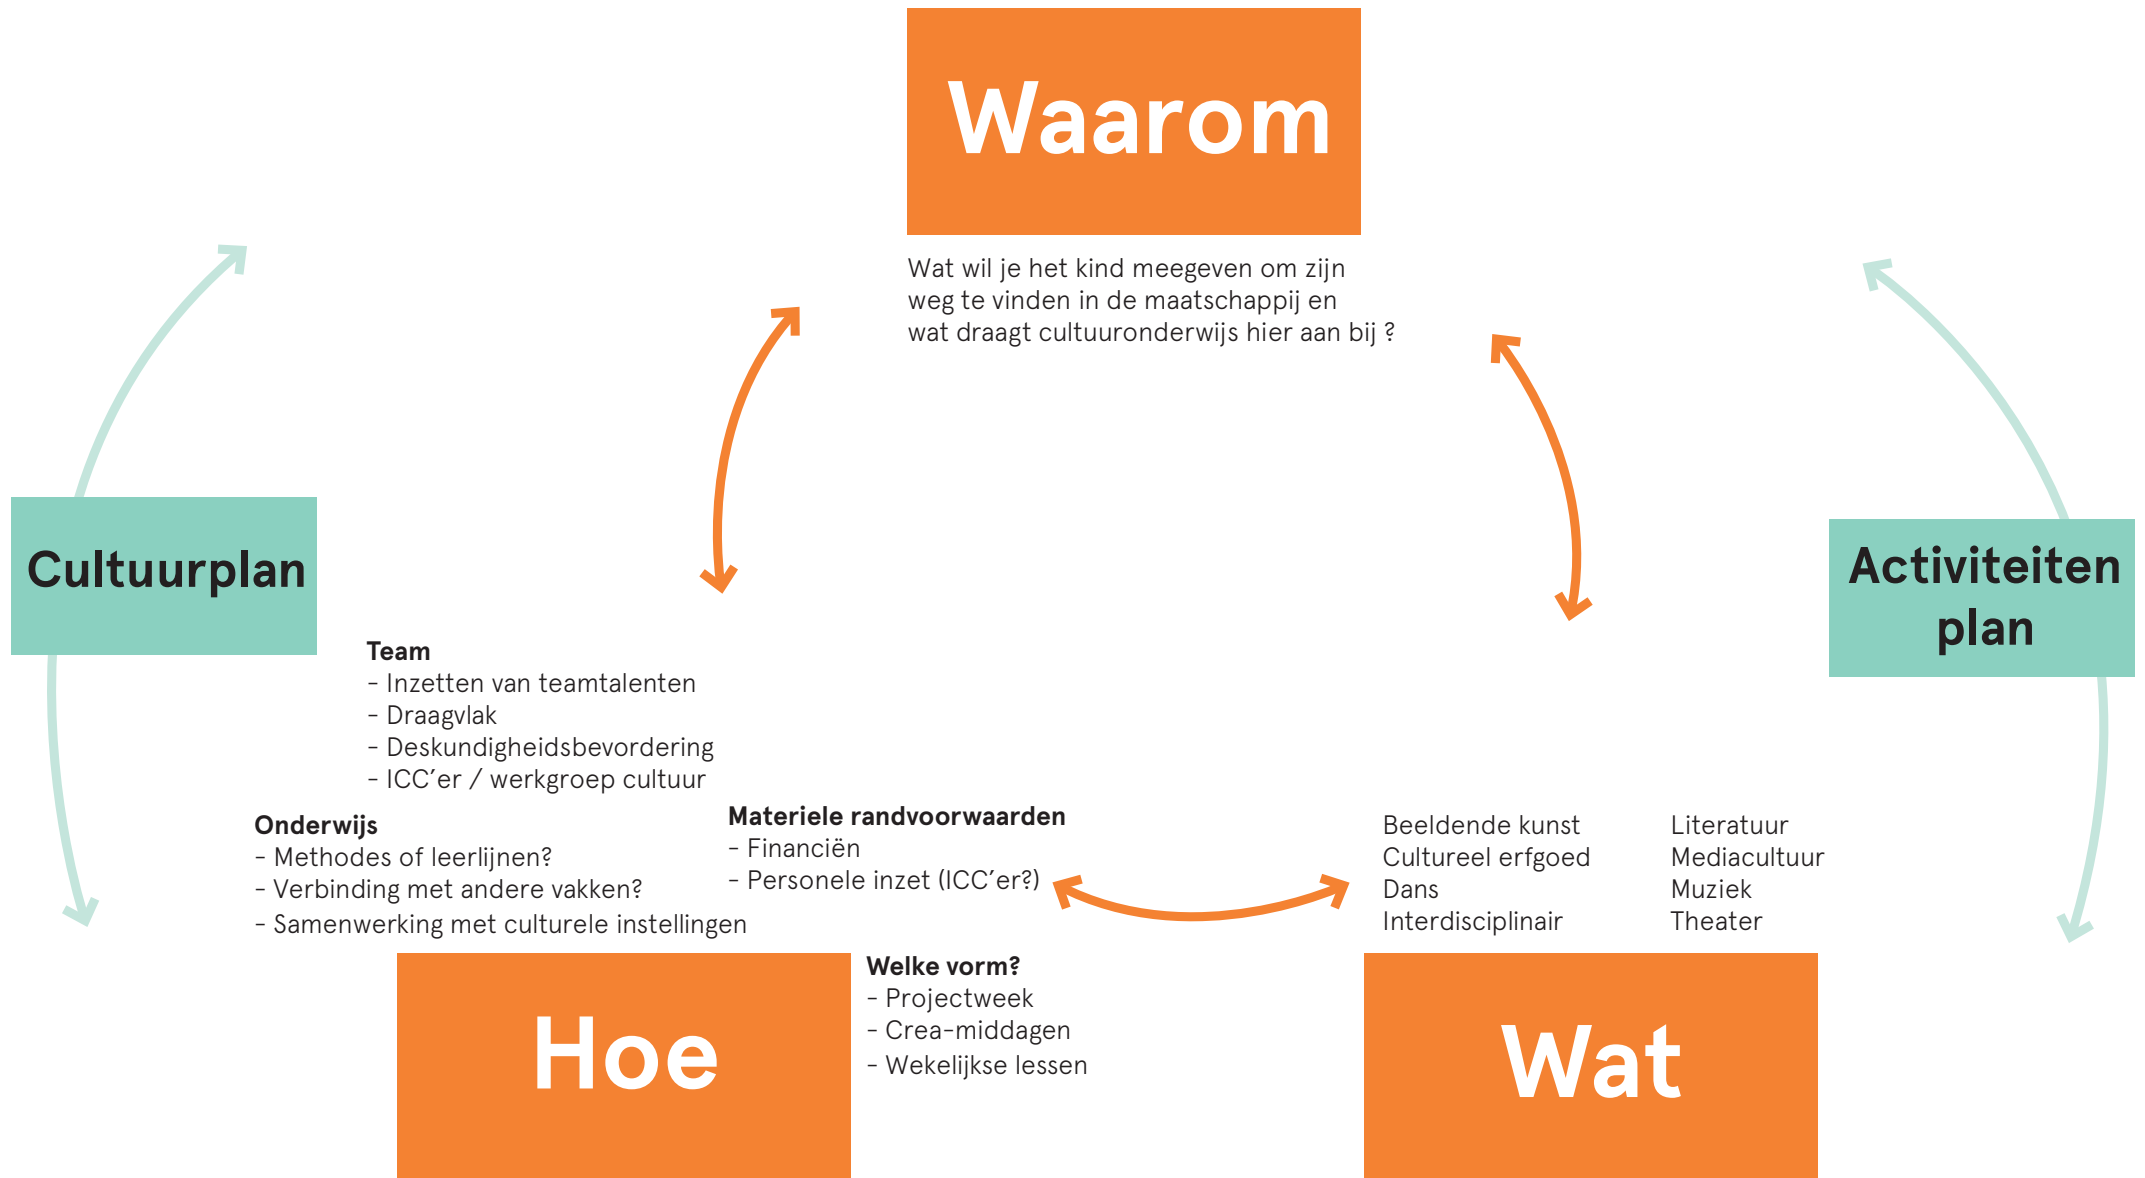 Waarom
Wat wil je het kind meegeven om zijn
weg te vinden in de maatschappij en
wat draagt cultuuronderwijs hier aan bij ?
Cultuurplan
Activiteiten
plan
Team
- Inzetten van teamtalenten
- Draagvlak
- Deskundigheidsbevordering
- ICC’er / werkgroep cultuur
Onderwijs
- Methodes of leerlijnen?
- Verbinding met andere vakken?
- Samenwerking met culturele instellingen
Materiele randvoorwaarden
- Financiën
- Personele inzet (ICC’er?)
Welke vorm?
- Projectweek
- Crea-middagen
- Wekelijkse lessen
Hoe
Beeldende kunst
Cultureel erfgoed
Dans
Interdisciplinair
Literatuur
Mediacultuur
Muziek
Theater
Wat